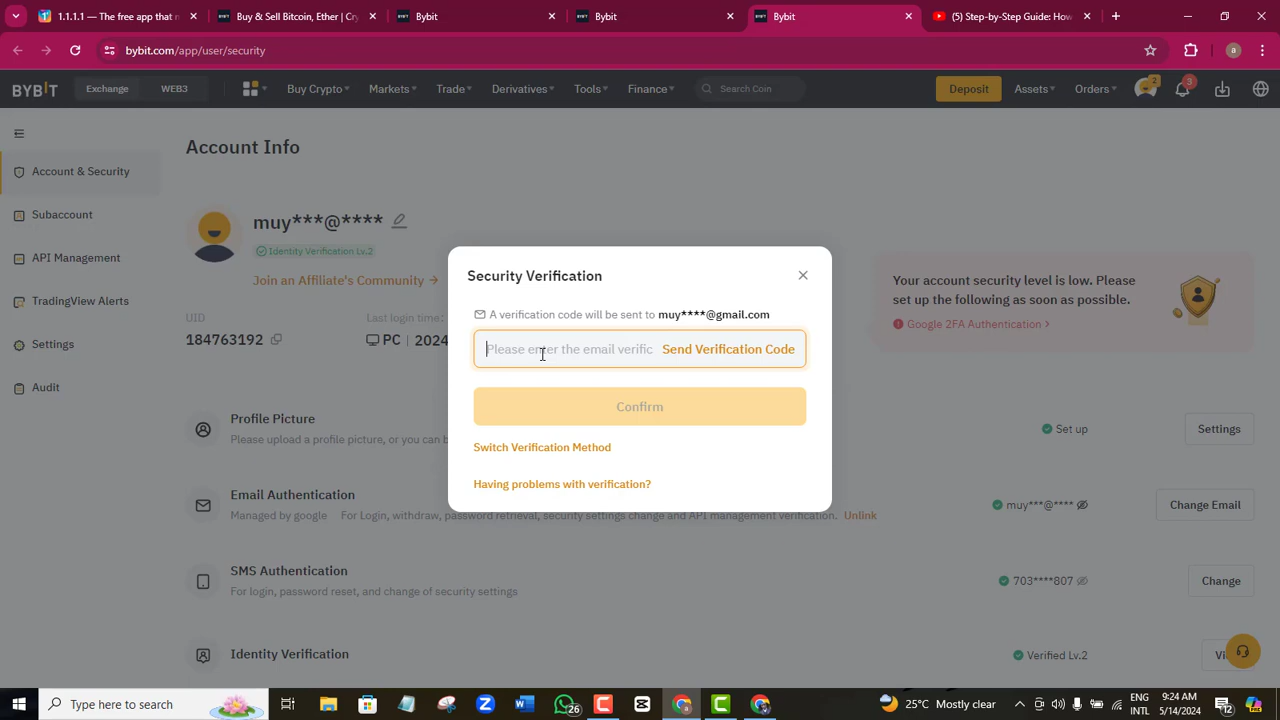 1.1.1.1 — The free app that n
Buy & Sell Bitcoin, Ether | Cry
Bybit
Bybit
Bybit
(5) Step-by-Step Guide: How
bybit.com/app/user/security
a
BYBIT
Exchange
WEB3
Buy Crypto
Markets
Trade
Derivatives
Tools
Finance
Search Coin
Deposit
Assets
Orders
2
3
Account Info
Account & Security
Subaccount
API Management
TradingView Alerts
Settings
Audit
muy***@****
Identity Verification Lv.2
Join an Affiliate's Community
UID
184763192
Last login time:
PC | 2024
Your account security level is low. Please
set up the following as soon as possible.
Google 2FA Authentication >
Security Verification
A verification code will be sent to muy****@gmail.com
Please enter the email verific
Send Verification Code
Confirm
Switch Verification Method
Having problems with verification?
Profile Picture
Please upload a profile picture, or you can b
Set up
Settings
Email Authentication
Managed by google For Login, withdraw, password retrieval, security settings change and API management verification. Unlink
muy***@****
Change Email
SMS Authentication
For login, password reset, and change of security settings
703****807
Change
Identity Verification
Verified Lv.2
Vi
Type here to search
26
25°C Mostly clear
ENG
INTL
9:24 AM
5/14/2024
2